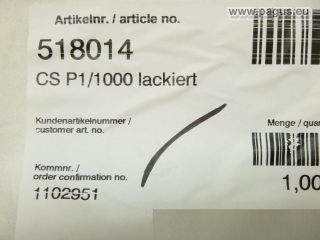 www.pagus.eu
Artikelnr. / article no.
518014
CS P1/1000 lackiert
Kundenartikelnummer / Menge / quan
customer art. no.
Kommnr. /
order confirmation no.
1102951 1,00